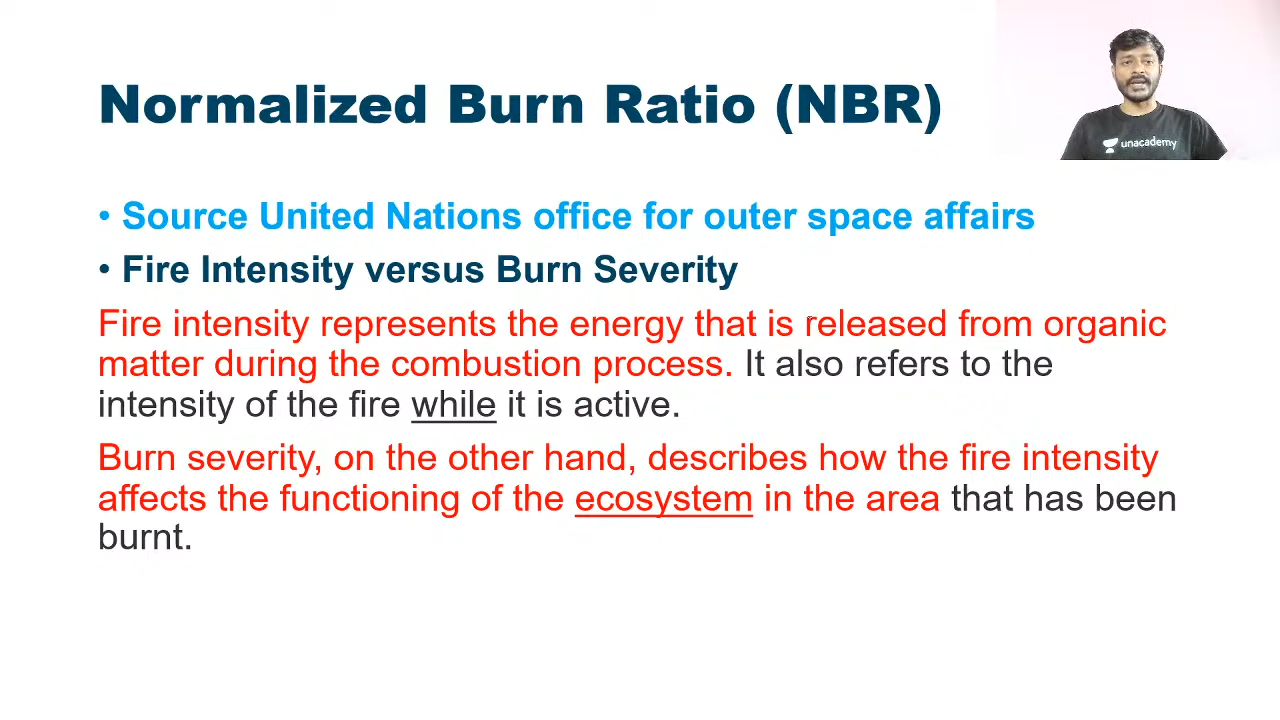 Normalized Burn Ratio (NBR)
unacademy
• Source United Nations office for outer space affairs
• Fire Intensity versus Burn Severity
Fire intensity represents the energy that is released from organic
matter during the combustion process. It also refers to the
intensity of the fire while it is active.
Burn severity, on the other hand, describes how the fire intensity
affects the functioning of the ecosystem in the area that has been
burnt.